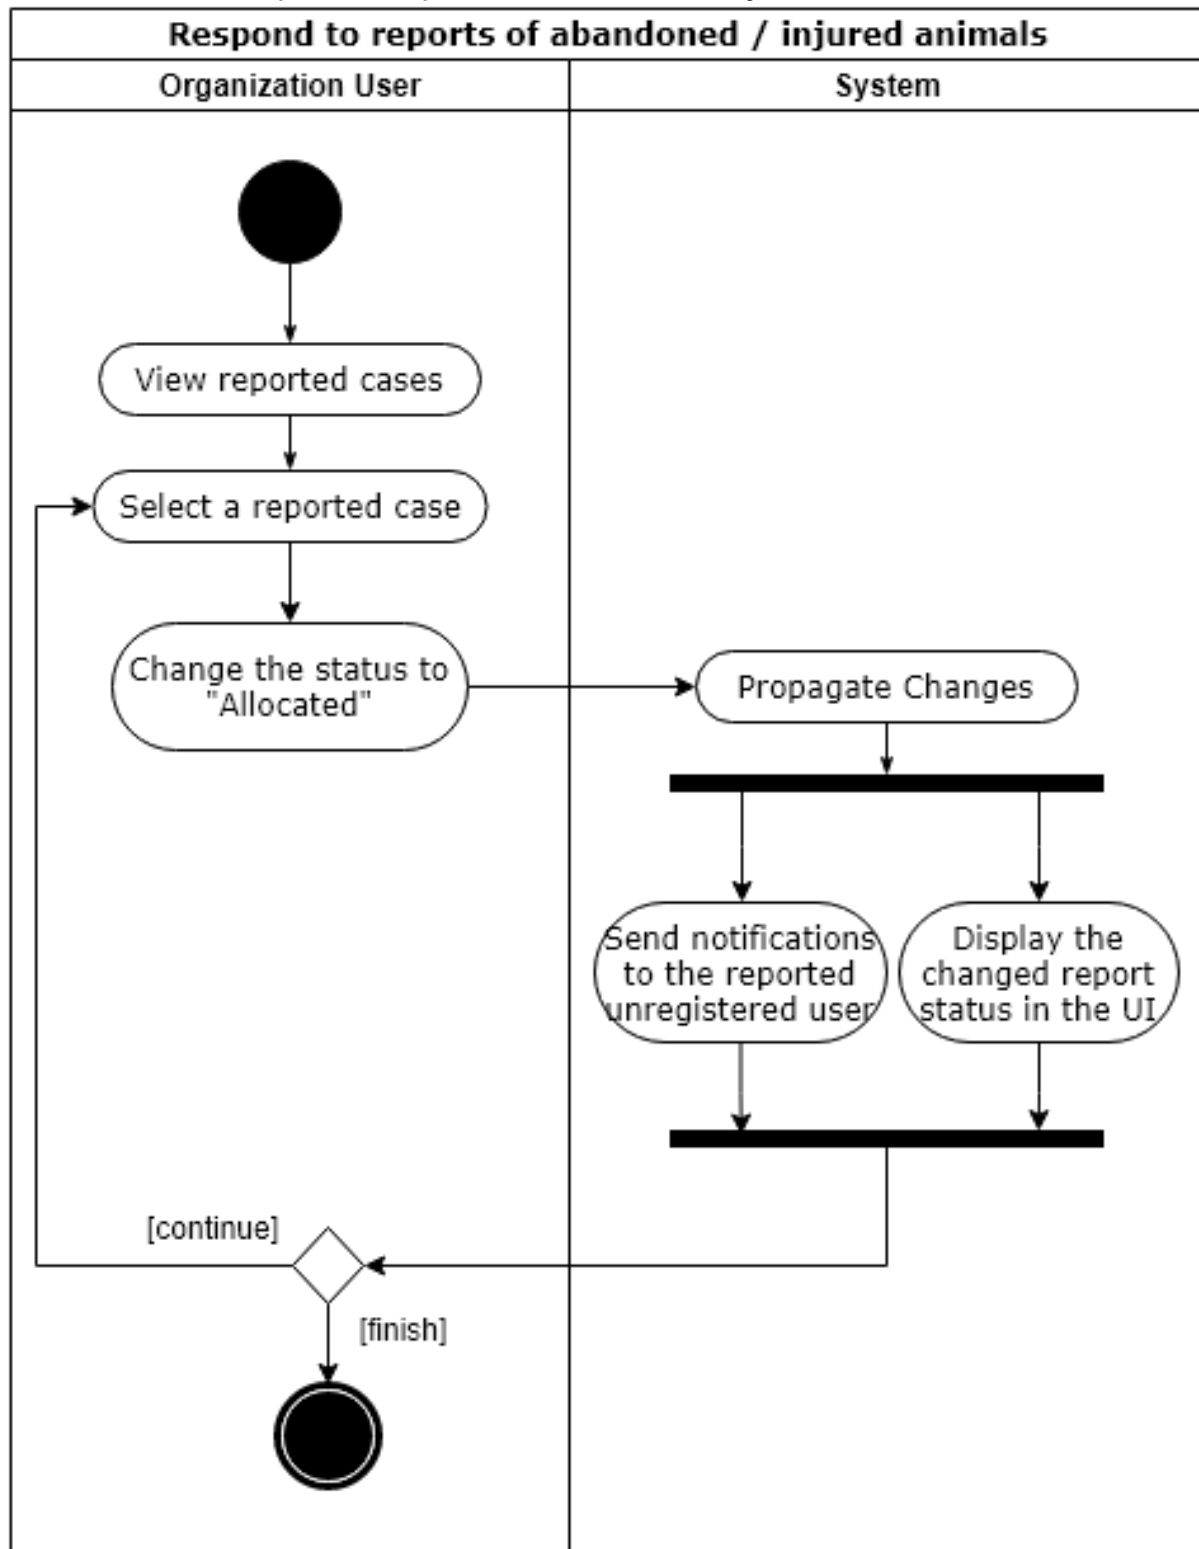 Respond to reports of abandoned / injured animals
Organization User
System
View reported cases
Select a reported case
Change the status to
"Allocated"
Propagate Changes
Send notifications
to the reported
unregistered user
Display the
changed report
status in the UI
[continue]
[finish]